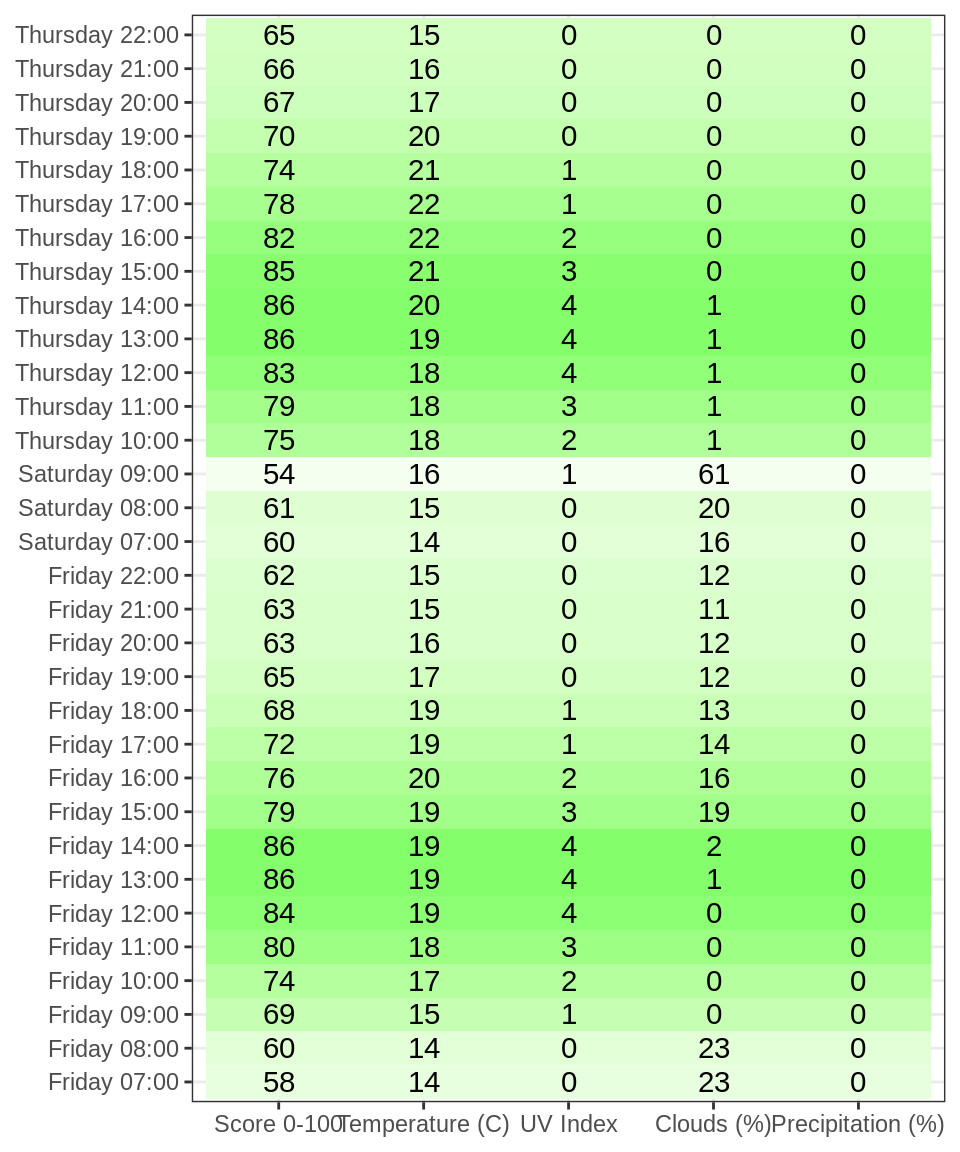 Thursday 22:00 65 15 0 0 0
Thursday 21:00 66 16 0 0 0
Thursday 20:00 67 17 0 0 0
Thursday 19:00 70 20 0 0 0
Thursday 18:00 74 21 1 0 0
Thursday 17:00 78 22 1 0 0
Thursday 16:00 82 22 2 0 0
Thursday 15:00 85 21 3 0 0
Thursday 14:00 86 20 4 1 0
Thursday 13:00 86 19 4 1 0
Thursday 12:00 83 18 4 1 0
Thursday 11:00 79 18 3 1 0
Thursday 10:00 75 18 2 1 0
Saturday 09:00 54 16 1 61 0
Saturday 08:00 61 15 0 20 0
Saturday 07:00 60 14 0 16 0
Friday 22:00 62 15 0 12 0
Friday 21:00 63 15 0 11 0
Friday 20:00 63 16 0 12 0
Friday 19:00 65 17 0 12 0
Friday 18:00 68 19 1 13 0
Friday 17:00 72 19 1 14 0
Friday 16:00 76 20 2 16 0
Friday 15:00 79 19 3 19 0
Friday 14:00 86 19 4 2 0
Friday 13:00 86 19 4 1 0
Friday 12:00 84 19 4 0 0
Friday 11:00 80 18 3 0 0
Friday 10:00 74 17 2 0 0
Friday 09:00 69 15 1 0 0
Friday 08:00 60 14 0 23 0
Friday 07:00 58 14 0 23 0
Score 0-100 Temperature (C) UV Index Clouds (%) Precipitation (%)